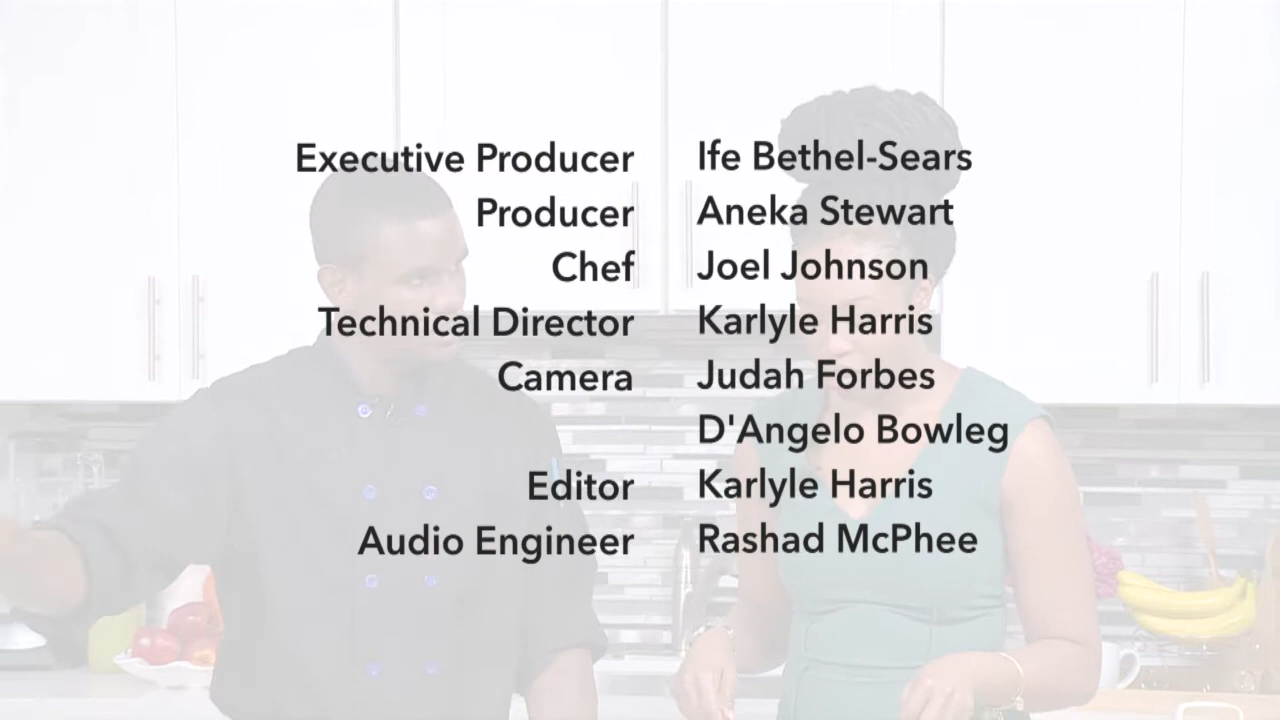 Executive Producer Ife Bethel-Sears
Producer Aneka Stewart
Chef Joel Johnson
Technical Director Karlyle Harris
Camera Judah Forbes
D'Angelo Bowleg
Editor Karlyle Harris
Audio Engineer Rashad McPhee